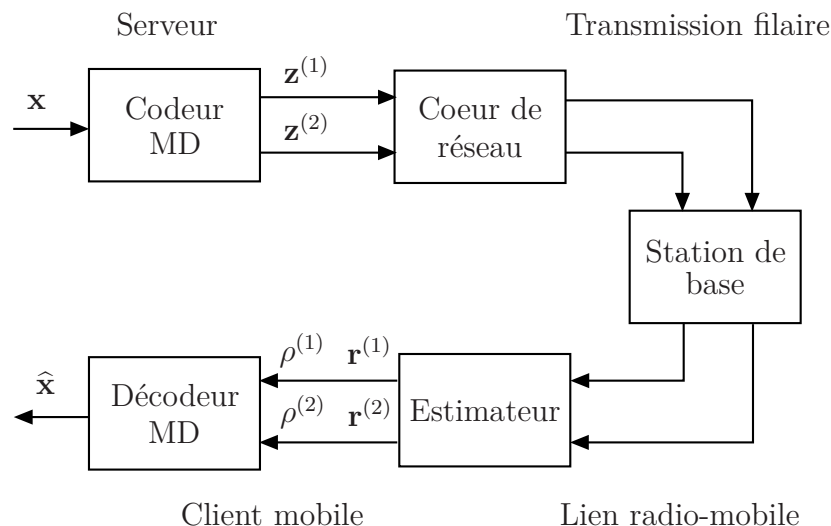 Serveur
Transmission filaire
x
Codeur
MD
z^{(1)}
z^{(2)}
Coeur de
réseau
Station de
base
x̂
Décodeur
MD
ρ^{(1)} r^{(1)}
ρ^{(2)} r^{(2)}
Estimateur
Client mobile
Lien radio-mobile